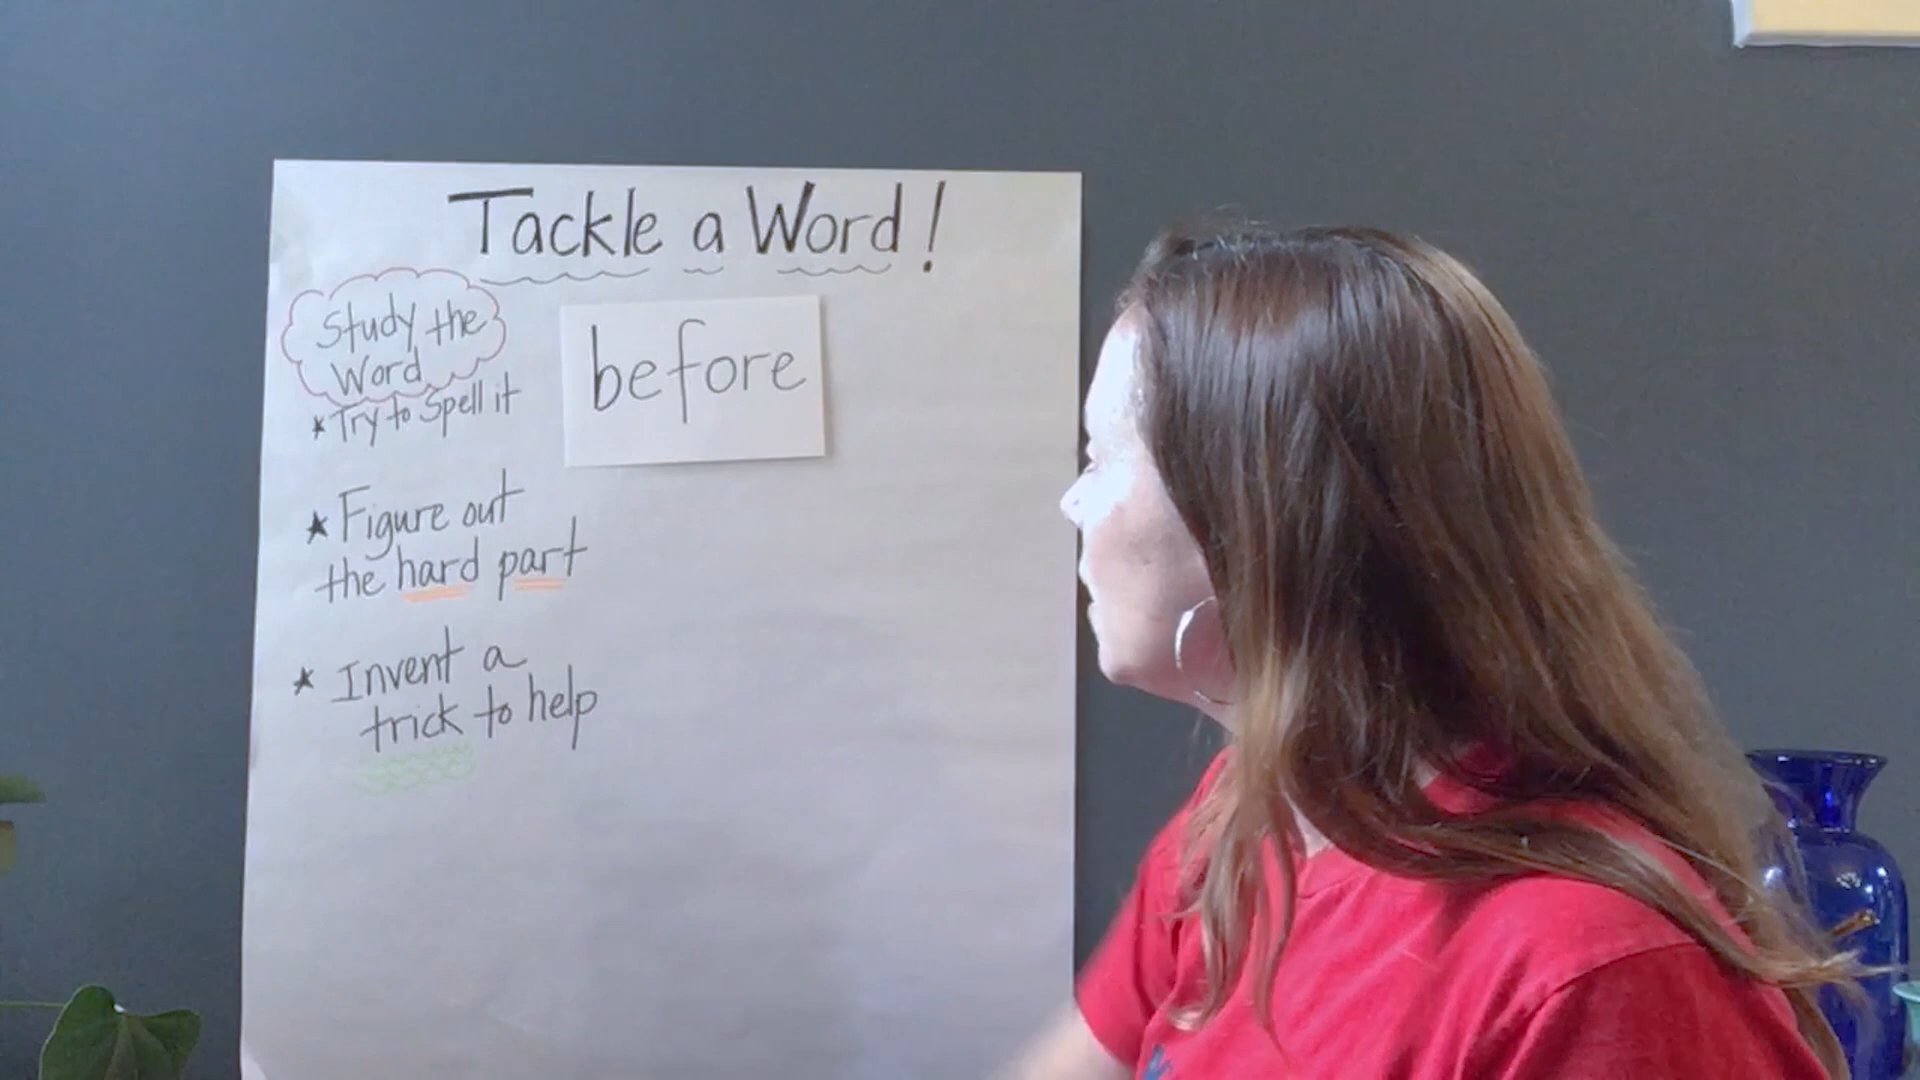 Tackle a Word!
Study the
Word
*Try to Spell it
before
★ Figure out
the hard part
★ Invent a
trick to help